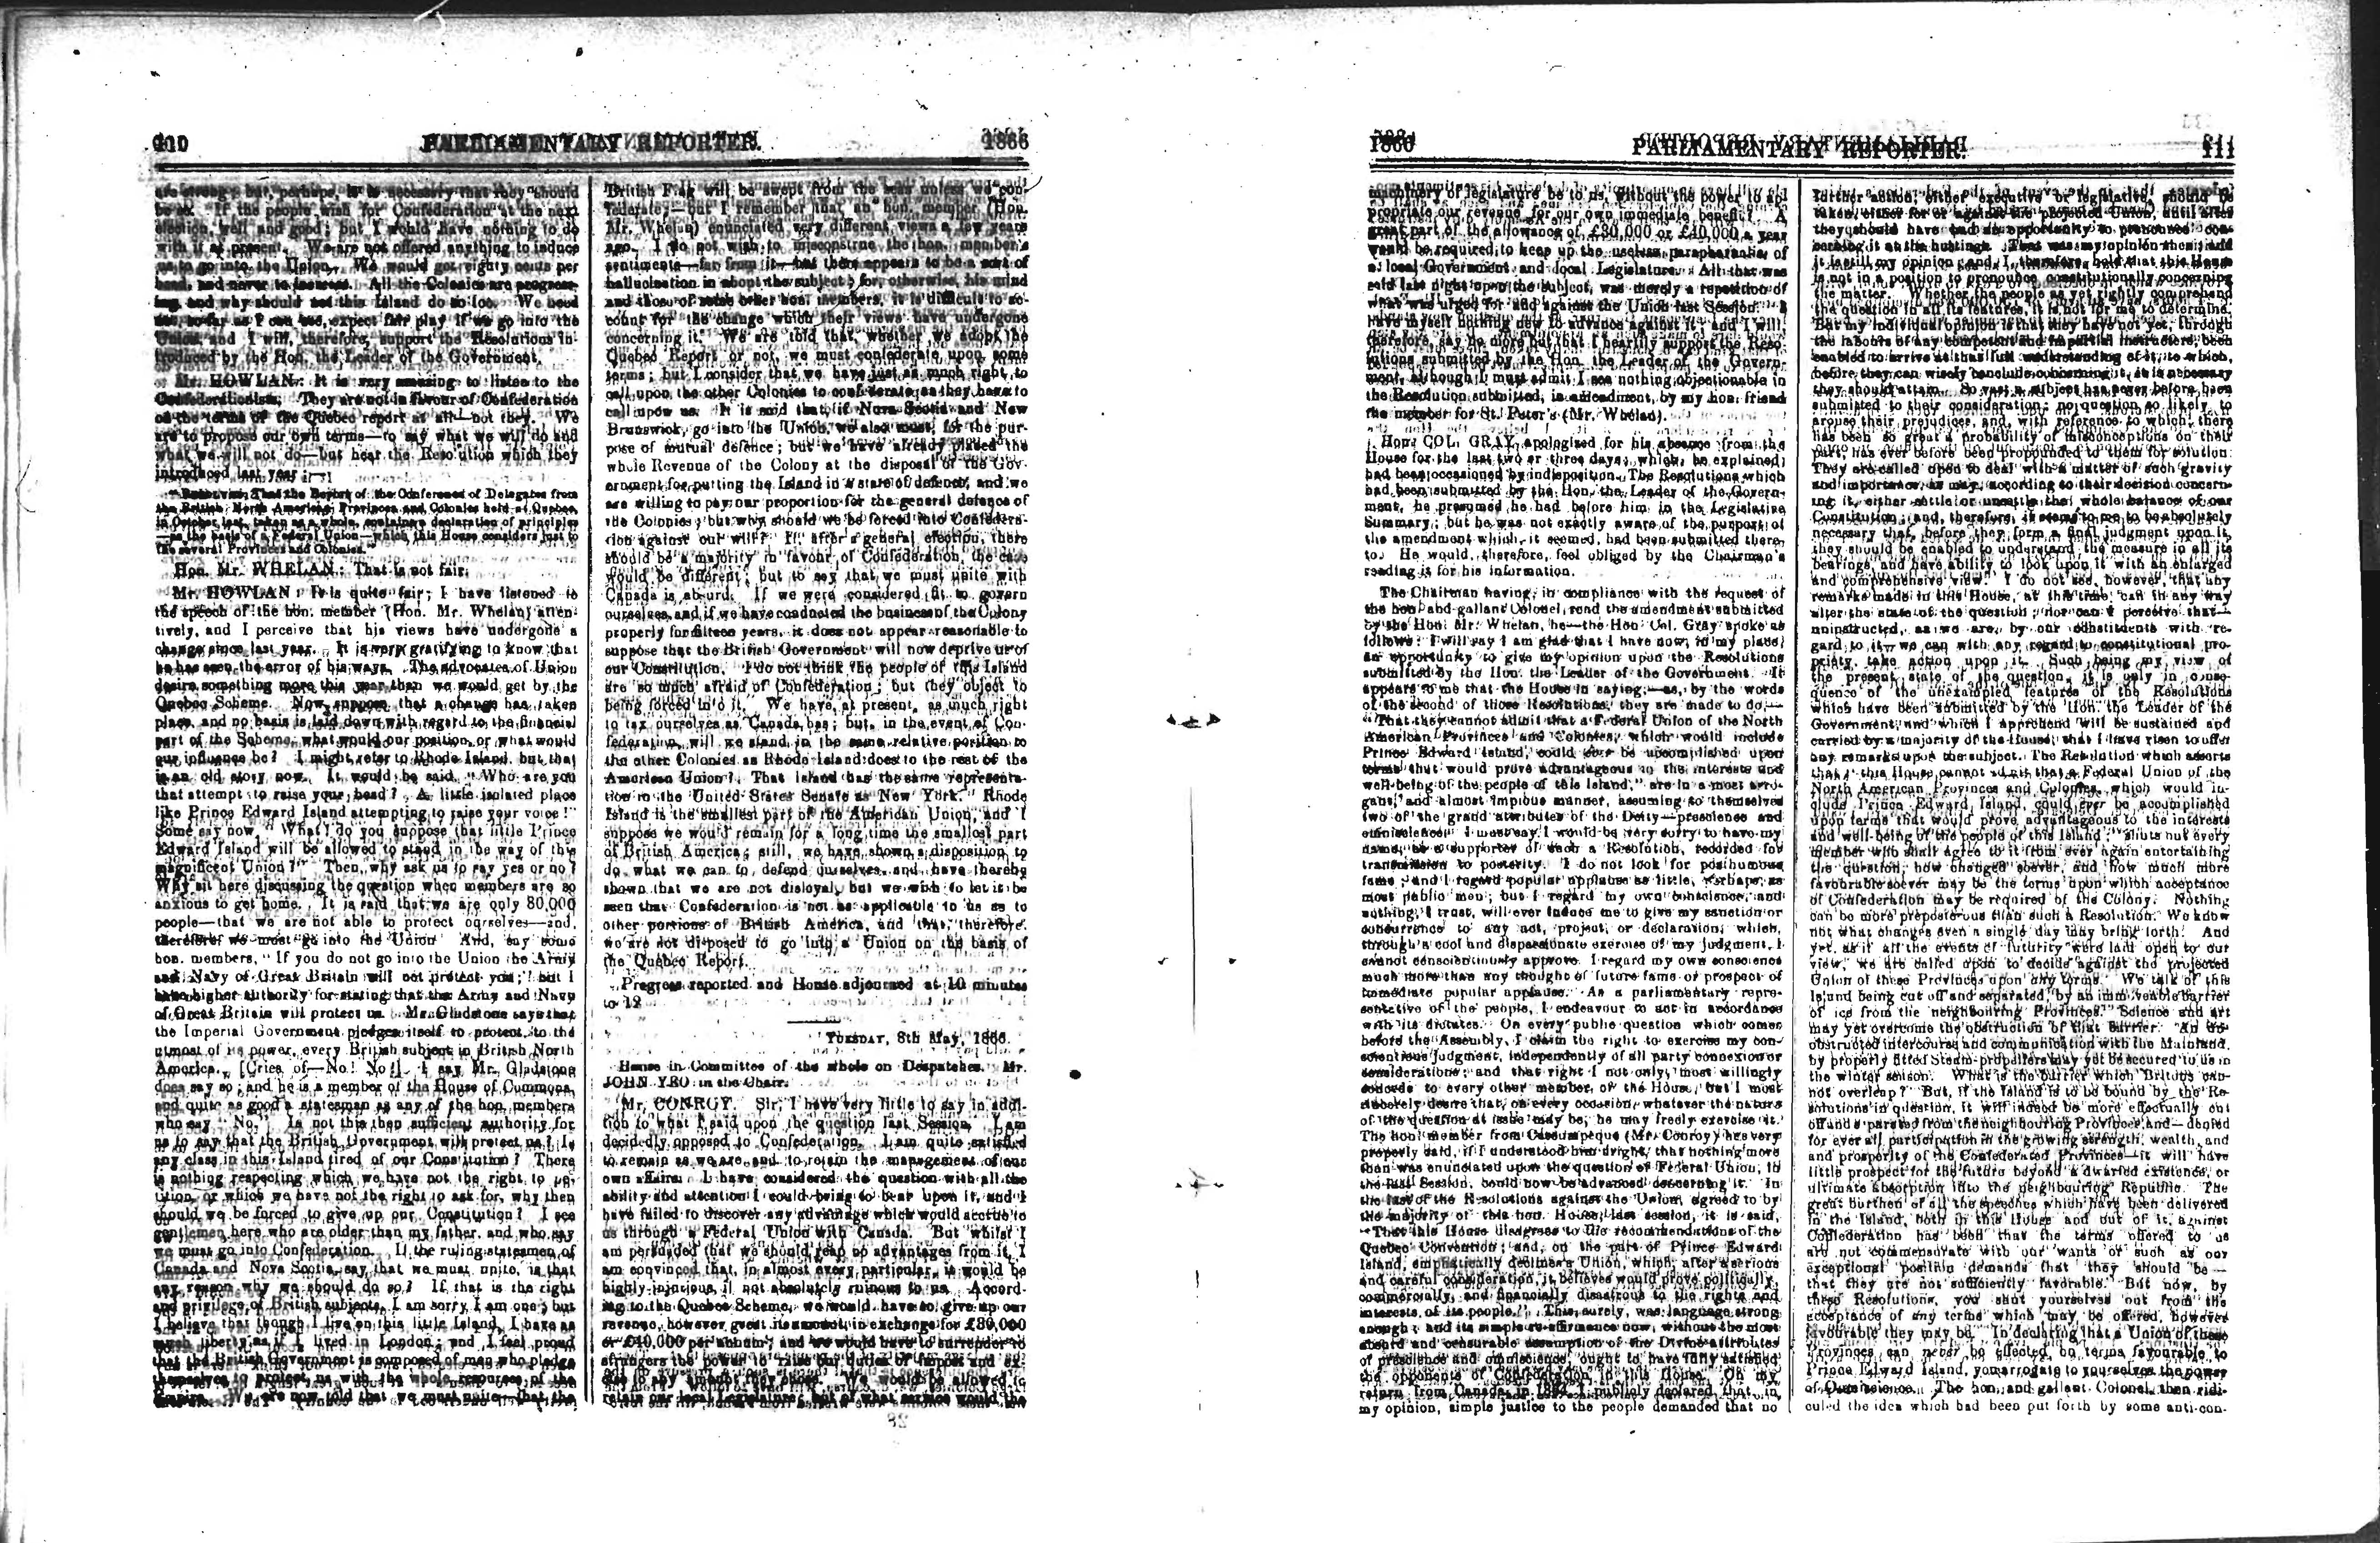 110 PARLIAMENTARY REPORTER. 1866
are strong; but, perhaps, it is necessary that they should
be so. If the people wish for Confederation at the next
election, well and good; but I would have nothing to do
with it at present. We are not offered anything to induce
us to go into the Union. We would get eighty cents per
head, and never to increase. All the Colonies are progress-
ing, and why should not this Island do so too. We need
not, so far as I can see, expect fair play if we go into the
Union, and I will, therefore, support the Resolutions in-
troduced by the Hon. the Leader of the Government.
Mr. HOWLAN: It is very amusing to listen to the
Confederationists. They are not in favour of Confederation
on the terms of the Quebec report at all—not they. We
are to propose our own terms—to say what we will do and
what we will not do—but hear the Resolution which they
introduced last year:—
"Resolved, That the Report of the Conference of Delegates from
the British North American Provinces and Colonies held at Quebec,
in October last, taken as a whole, contains a declaration of principles
—as the basis of a Federal Union—which this House considers just to
the several Provinces and Colonies."
Hon. Mr. WHELAN: That is not fair.
Mr. HOWLAN: It is quite fair; I have listened to
the speech of the hon. member (Hon. Mr. Whelan) atten-
tively, and I perceive that his views have undergone a
change since last year. It is very gratifying to know that
he has seen the error of his ways. The advocates of Union
desire something more this year than we would get by the
Quebec Scheme. Now, suppose that a change has taken
place, and no basis is laid down with regard to the financial
part of the Scheme, what would our position, or what would
our influence be? I might refer to Rhode Island, but that
is an old story now. It would be said, "Who are you
that attempt to raise your head? A little isolated place
like Prince Edward Island attempting to raise your voice!"
Some say now, "What! do you suppose that little Prince
Edward Island will be allowed to stand in the way of this
magnificent Union?" Then, why ask us to say yes or no?
Why sit here discussing the question when members are so
anxious to get home. It is said that we are only 80,000
people—that we are not able to protect ourselves—and,
therefore we must go into the Union. And, say some
hon. members, "If you do not go into the Union the Army
and Navy of Great Britain will not protect you;" but I
have higher authority for stating that the Army and Navy
of Great Britain will protect us. Mr. Gladstone says that
the Imperial Government pledges itself to protect, to the
utmost of its power, every British subject in British North
America. [Cries of—No! No!]. I say Mr. Gladstone
does say so; and he is a member of the House of Commons,
and quite as good a statesman as any of the hon. members
who say "No." Is not this then sufficient authority for
us to say that the British Government will protect us? Is
any class in this Island tired of our Constitution? There
is nothing respecting which we have not the right to pe-
tition, or which we have not the right to ask for, why then
should we be forced to give up our Constitution? I see
gentlemen here who are older than my father, and who say
we must go into Confederation. If the ruling statesmen of
Canada and Nova Scotia, say that we must unite, is that
any reason why we should do so? If that is the right
and privilege of British subjects, I am sorry I am one; but
I believe that though I live on this little Island, I have as
much liberty as if I lived in London; and I feel proud
that the British Government is composed of men who pledge
themselves to protect us with the whole resources of the
Empire. We are now told that we must unite—that the
British Flag will be swept from the seas unless we con-
federate;—but I remember that an hon. member (Hon.
Mr. Whelan) enunciated very different views a few years
ago. I do not wish to misconstrue the hon. member's
sentiments—far from it—but there appears to be a sort of
hallucination in about the subject; for, otherwise, his mind
and those of some other hon. members, it is difficult to ac-
count for the change which their views have undergone
concerning it. We are told that, whether we adopt the
Quebec Report or not, we must confederate upon some
terms; but I consider that we have just as much right to
call upon the other Colonies to confederate as they have to
call upon us. It is said that, if Nova Scotia and New
Brunswick, go into the Union, we also must, for the pur-
pose of mutual defence; but we have already placed the
whole Revenue of the Colony at the disposal of the Gov-
ernment for putting the Island in a state of defence, and we
are willing to pay our proportion for the general defence of
the Colonies; but why should we be forced into Confedera-
tion against our will? If, after a general election, there
should be a majority in favour of Confederation, the case
would be different; but to say that we must unite with
Canada is absurd. If we were considered fit to govern
ourselves, and if we have conducted the business of the Colony
properly for fifteen years, it does not appear reasonable to
suppose that the British Government will now deprive us of
our Constitution. I do not think the people of this Island
are so much afraid of Confederation; but they object to
being forced into it. We have, at present, as much right
to tax ourselves as Canada has; but, in the event of Con-
federation, will we stand in the same relative position to
the other Colonies as Rhode Island does to the rest of the
American Union? That Island has the same representa-
tion in the United States Senate as New York. Rhode
Island is the smallest part of the American Union, and I
suppose we would remain for a long time the smallest part
of British America; still, we have shown a disposition to
do what we can to defend ourselves, and have thereby
shown that we are not disloyal, but we wish to let it be
seen that Confederation is not as applicable to us as to
other portions of British America, and that, therefore,
we are not disposed to go into a Union on the basis of
the Quebec Report.
Progress reported and House adjourned at 10 minutes
to 12
TUESDAY, 8th May, 1866.
House in Committee of the whole on Despatches. Mr.
JOHN YEO in the Chair.
Mr. CONROY. Sir, I have very little to say in addi-
tion to what I said upon the question last Session. I am
decidedly opposed to Confederation. I am quite satisfied
to remain as we are, and to retain the management of our
own affairs. I have considered the question with all the
ability and attention I could bring to bear upon it, and I
have failed to discover any advantage which would accrue to
us through a Federal Union with Canada. But whilst I
am persuaded that we should reap no advantages from it, I
am convinced that, in almost every particular, it would be
highly injurious, if not absolutely ruinous to us. Accord-
ing to the Quebec Scheme, we would have to give up our
revenue, however great its amount, in exchange for £30,000
or £40,000 per annum; and we would have to surrender to
strangers the power to raise our duties of impost and ex-
cise to any amount they chose. We would be allowed to
retain our local Legislature; but of what service would the
28
1866 PARLIAMENTARY REPORTER. 111
machinery of legislature be to us, without the power to ap-
propriate our revenue for our own immediate benefit? A
great part of the allowance of £30,000 or £40,000 a year
would be required to keep up the useless paraphernalia of
a local Government and local Legislature. All that was
said last night upon the subject, was merely a repetition of
what was urged for and against the Union last Session. I
have myself nothing new to advance against it; and I will,
therefore, say no more but that I heartily support the Reso-
lutions submitted by the Hon. the Leader of the Govern-
ment, although I must admit I see nothing objectionable in
the Resolution submitted, in amendment, by my hon. friend
the member for St. Peter's (Mr. Whelan).
Hon. COL. GRAY apologized for his absence from the
House for the last two or three days, which, he explained,
had been occasioned by indisposition. The Resolutions which
had been submitted by the Hon. the Leader of the Govern-
ment, he presumed he had before him in the Legislative
Summary; but he was not exactly aware of the purport of
the amendment which, it seemed, had been submitted there-
to. He would, therefore, feel obliged by the Chairman's
reading it for his information.
The Chairman having, in compliance with the request of
the hon. and gallant Colonel, read the amendment submitted
by the Hon. Mr. Whelan, he—the Hon. Col. Gray spoke as
follows: I will say I am glad that I have now, in my place,
an opportunity to give my opinion upon the Resolutions
submitted by the Hon. the Leader of the Government. It
appears to me that the House in saying,—as, by the words
of the second of those Resolutions, they are made to do,—
"That they cannot admit that a Federal Union of the North
American Provinces and Colonies, which would include
Prince Edward Island, could ever be accomplished upon
terms that would prove advantageous to the interests and
well-being of the people of this Island," are in a most arro-
gant, and almost impious manner, assuming to themselves
two of the grand attributes of the Deity—prescience and
omniscience. I must say I would be very sorry to have my
name, as a supporter of such a Resolution, recorded for
transmission to posterity. I do not look for posthumous
fame; and I regard popular applause as little, perhaps, as
most public men; but I regard my own conscience, and
nothing, I trust, will ever induce me to give my sanction or
concurrence to any act, project, or declaration, which,
through a cool and dispassionate exercise of my judgment, I
cannot conscientiously approve. I regard my own conscience
much more than any thought of future fame or prospect of
immediate popular applause. As a parliamentary repre-
sentative of the people, I endeavour to act in accordance
with its dictates. On every public question which comes
before the Assembly, I claim the right to exercise my con-
scientious judgment, independently of all party connexion or
considerations; and that right I not only most willingly
concede to every other member of the House, but I most
sincerely desire that, on every occasion, whatever the nature
of the question at issue may be, he may freely exercise it.
The hon. member from Cascumpeque (Mr. Conroy) has very
properly said, if I understood him aright, that nothing more
than was enunciated upon the question of Federal Union, in
the last Session, could now be advanced concerning it. In
the last of the Resolutions against the Union, agreed to by
the majority of this hon. House, last session, it is said,
"That this House disagrees to the recommendations of the
Quebec Convention; and, on the part of Prince Edward
Island, emphatically declines a Union, which, after a serious
and careful consideration, it believes would prove politically,
commercially, and financially disastrous to the rights and
interests of its people." This, surely, was language strong
enough; and its simple re-affirmance now, without the most
absurd and censurable assumption of the Divine attributes
of prescience and omniscience, ought to have fully satisfied
the opponents of Confederation in this House. On my
return from Canada, in 1864, I publicly declared that, in
my opinion, simple justice to the people demanded that no
further action, either executive or legislative, should be
taken, either for or against the projected Union, until after
they should have had an opportunity to pronounce con-
cerning it at the hustings. That was my opinion then; and
it is still my opinion; and, I, therefore, hold that this House
is not in a position to pronounce constitutionally concerning
the matter. Whether the people as yet rightly comprehend
the question in all its features, it is not for me to determine.
But my individual opinion is that they have not yet, through
the labours of any competent and impartial instructors, been
enabled to arrive at that full understanding of it, to which,
before they can wisely conclude concerning it, it is necessary
they should attain. So vast a subject has never before been
submitted to their consideration; no question so likely to
arouse their prejudices, and, with reference to which, there
has been so great a probability of misconceptions on their
part, has ever before been propounded to them for solution.
They are called upon to deal with a matter of such gravity
and importance, as may, according to their decision concern-
ing it, either settle or unsettle the whole balance of our
Constitution; and, therefore, it seems to me to be absolutely
necessary that, before they form a final judgment upon it,
they should be enabled to understand the measure in all its
bearings, and have ability to look upon it with an enlarged
and comprehensive view. I do not see, however, that any
remarks made in this House, at this time, can in any way
alter the state of the question; nor can I perceive that—
uninstructed, as we are, by our constituents with re-
gard to it—we can with any regard to constitutional pro-
priety, take action upon it. Such being my view of
the present state of the question, it is only in conse-
quence of the unexampled features of the Resolutions
which have been submitted by the Hon. the Leader of the
Government, and which I apprehend will be sustained and
carried by a majority of the House, that I have risen to offer
any remarks upon the subject. The Resolution which asserts
that "this House cannot admit that a Federal Union of the
North American Provinces and Colonies, which would in-
clude Prince Edward Island, could ever be accomplished
upon terms that would prove advantageous to the interests
and well-being of the people of this Island," shuts out every
member who shall agree to it from ever again entertaining
the question, how changed soever, and how much more
favourable soever may be the terms upon which acceptance
of Confederation may be required of the Colony. Nothing
can be more preposterous than such a Resolution. We know
not what changes even a single day may bring forth! And
yet, as if all the events of futurity were laid open to our
view, we are called upon to decide against the projected
Union of these Provinces upon any terms. We talk of this
Island being cut off and separated, by an immoveable barrier
of ice from the neighbouring Provinces. Science and art
may yet overcome the obstruction of that barrier. An un-
obstructed intercourse and communication with the Mainland,
by properly fitted Steam-propellers may yet be secured to us in
the winter season. What is the barrier which Britons can-
not overleap? But, if the Island is to be bound by the Re-
solutions in question, it will indeed be more effectually cut
off and separated from the neighbouring Provinces and—denied
for ever all participation in the growing strength, wealth, and
and prosperity of the Confederated Provinces—it will have
little prospect for the future beyond a dwarfed existence, or
ultimate absorption into the neighbouring Republic. The
great burthen of all the speeches which have been delivered
in the Island, both in this House and out of it, against
Confederation has been that the terms offered to us
are not commensurate with our wants or such as our
exceptional position demands that they should be—
that they are not sufficiently favorable. But now, by
these Resolutions, you shut yourselves out from the
acceptance of any terms which may be offered, however
favourable they may be. In declaring that a Union of these
Provinces can never be effected on terms favourable to
Prince Edward Island, you arrogate to yourselves the power
of Omniscience. The hon. and gallant Colonel then ridi-
culed the idea which had been put forth by some anti-con-